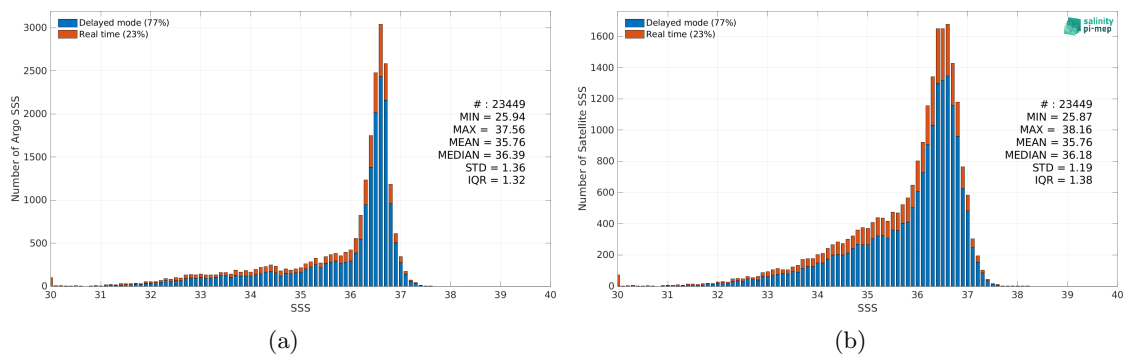 Delayed mode (77%)
Real time (23%)
Number of Argo SSS
3000
2500
2000
1500
1000
500
0
# : 23449
MIN = 25.94
MAX = 37.56
MEAN = 35.76
MEDIAN = 36.39
STD = 1.36
IQR = 1.32
30 31 32 33 34 35 36 37 38 39 40
SSS
(a)
Delayed mode (77%)
Real time (23%)
salinity
pi-mep
Number of Satellite SSS
1600
1400
1200
1000
800
600
400
200
0
# : 23449
MIN = 25.87
MAX = 38.16
MEAN = 35.76
MEDIAN = 36.18
STD = 1.19
IQR = 1.38
30 31 32 33 34 35 36 37 38 39 40
SSS
(b)